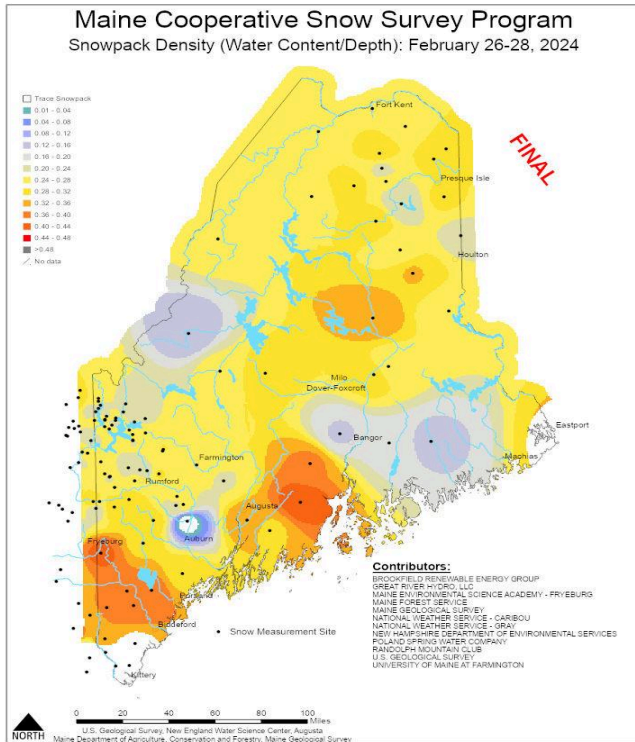 Maine Cooperative Snow Survey Program
Snowpack Density (Water Content/Depth): February 26-28, 2024
Trace Snowpack
0.01 - 0.04
0.04 - 0.08
0.08 - 0.12
0.12 - 0.16
0.16 - 0.20
0.20 - 0.24
0.24 - 0.28
0.28 - 0.32
0.32 - 0.36
0.36 - 0.40
0.40 - 0.44
0.44 - 0.48
>0.48
No data
FINAL
Fort Kent
Presque Isle
Houlton
Milo
Dover-Foxcroft
Bangor
Eastport
Machias
Farmington
Rumford
Augusta
Auburn
Fryeburg
Portland
Biddeford
Kittery
Snow Measurement Site
Contributors:
BROOKFIELD RENEWABLE ENERGY GROUP
GREAT RIVER HYDRO, LLC
MAINE ENVIRONMENTAL SCIENCE ACADEMY - FRYEBURG
MAINE FOREST SERVICE
MAINE GEOLOGICAL SURVEY
NATIONAL WEATHER SERVICE - CARIBOU
NATIONAL WEATHER SERVICE - GRAY
NEW HAMPSHIRE DEPARTMENT OF ENVIRONMENTAL SERVICES
POLAND SPRING WATER COMPANY
RANDOLPH MOUNTAIN CLUB
U.S. GEOLOGICAL SURVEY
UNIVERSITY OF MAINE AT FARMINGTON
0 20 40 60 80 100
Miles
NORTH
U.S. Geological Survey, New England Water Science Center, Augusta
Maine Department of Agriculture, Conservation and Forestry, Maine Geological Survey